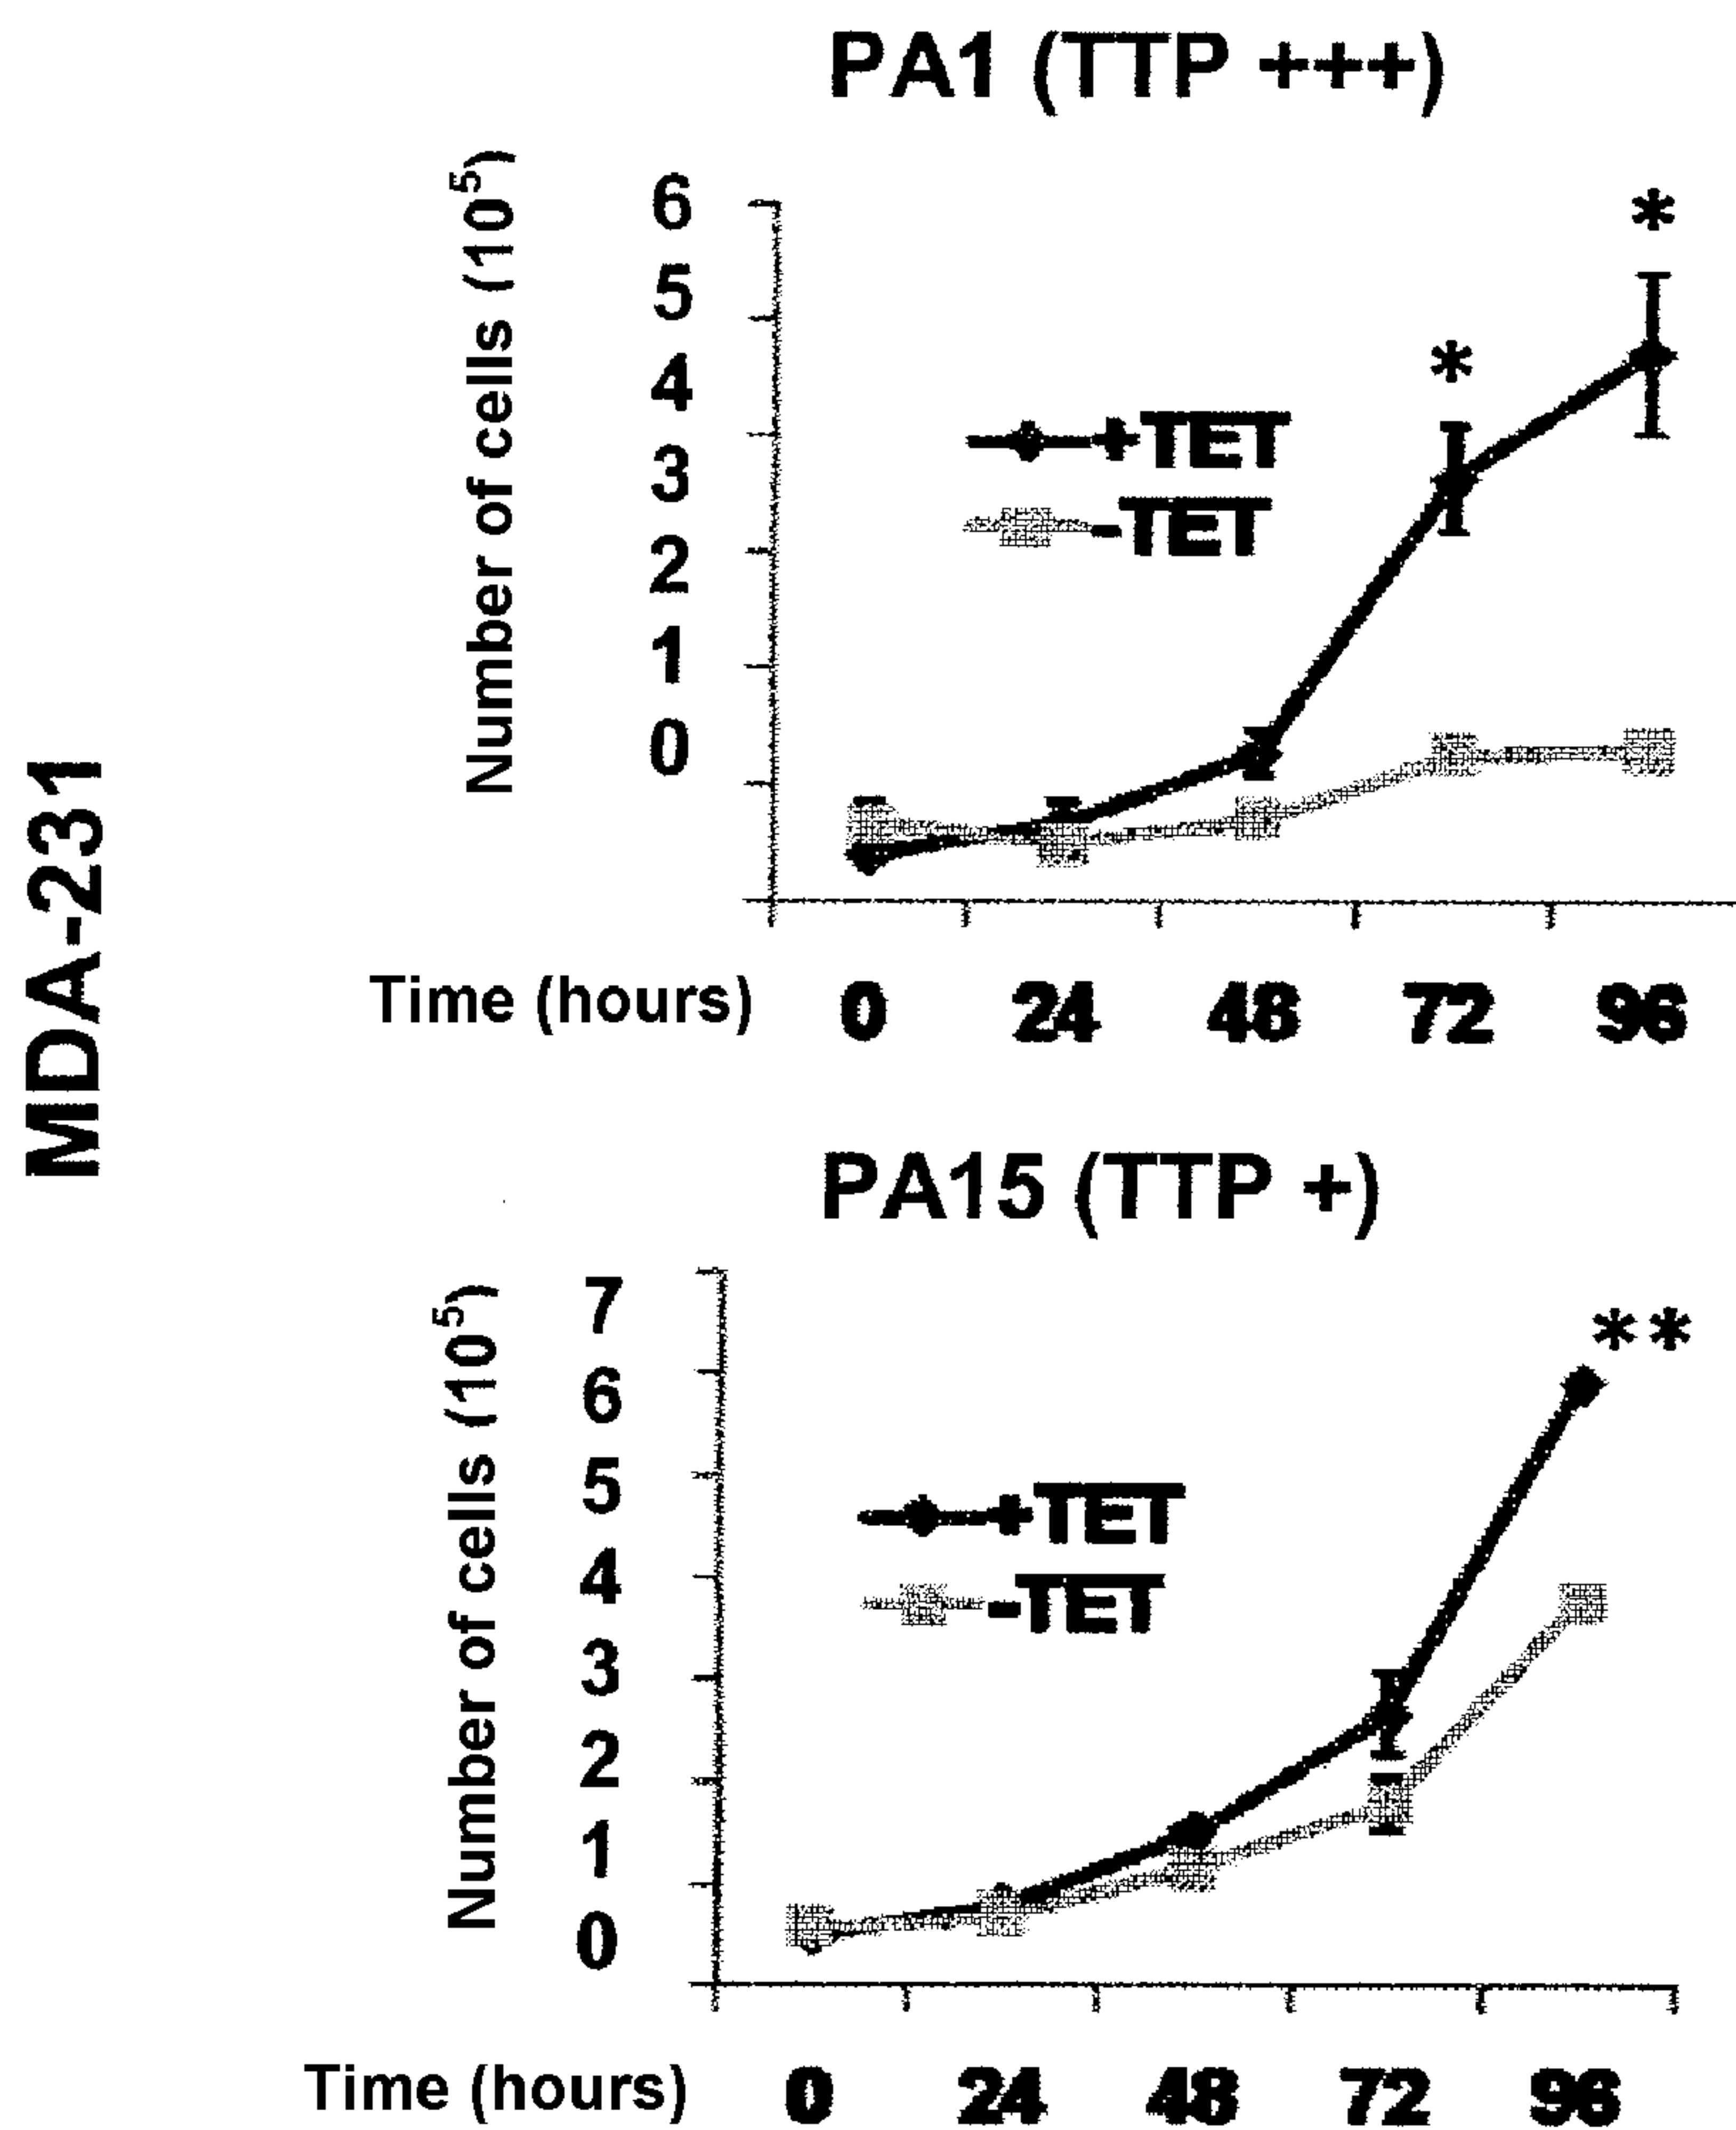 MDA-231
PA1 (TTP +++)
Number of cells (10⁵)
6
5
4
3
2
1
0
*
*
+TET
-TET
Time (hours) 0 24 48 72 96
PA15 (TTP +)
Number of cells (10⁵)
7
6
5
4
3
2
1
0
**
+TET
-TET
Time (hours) 0 24 48 72 96